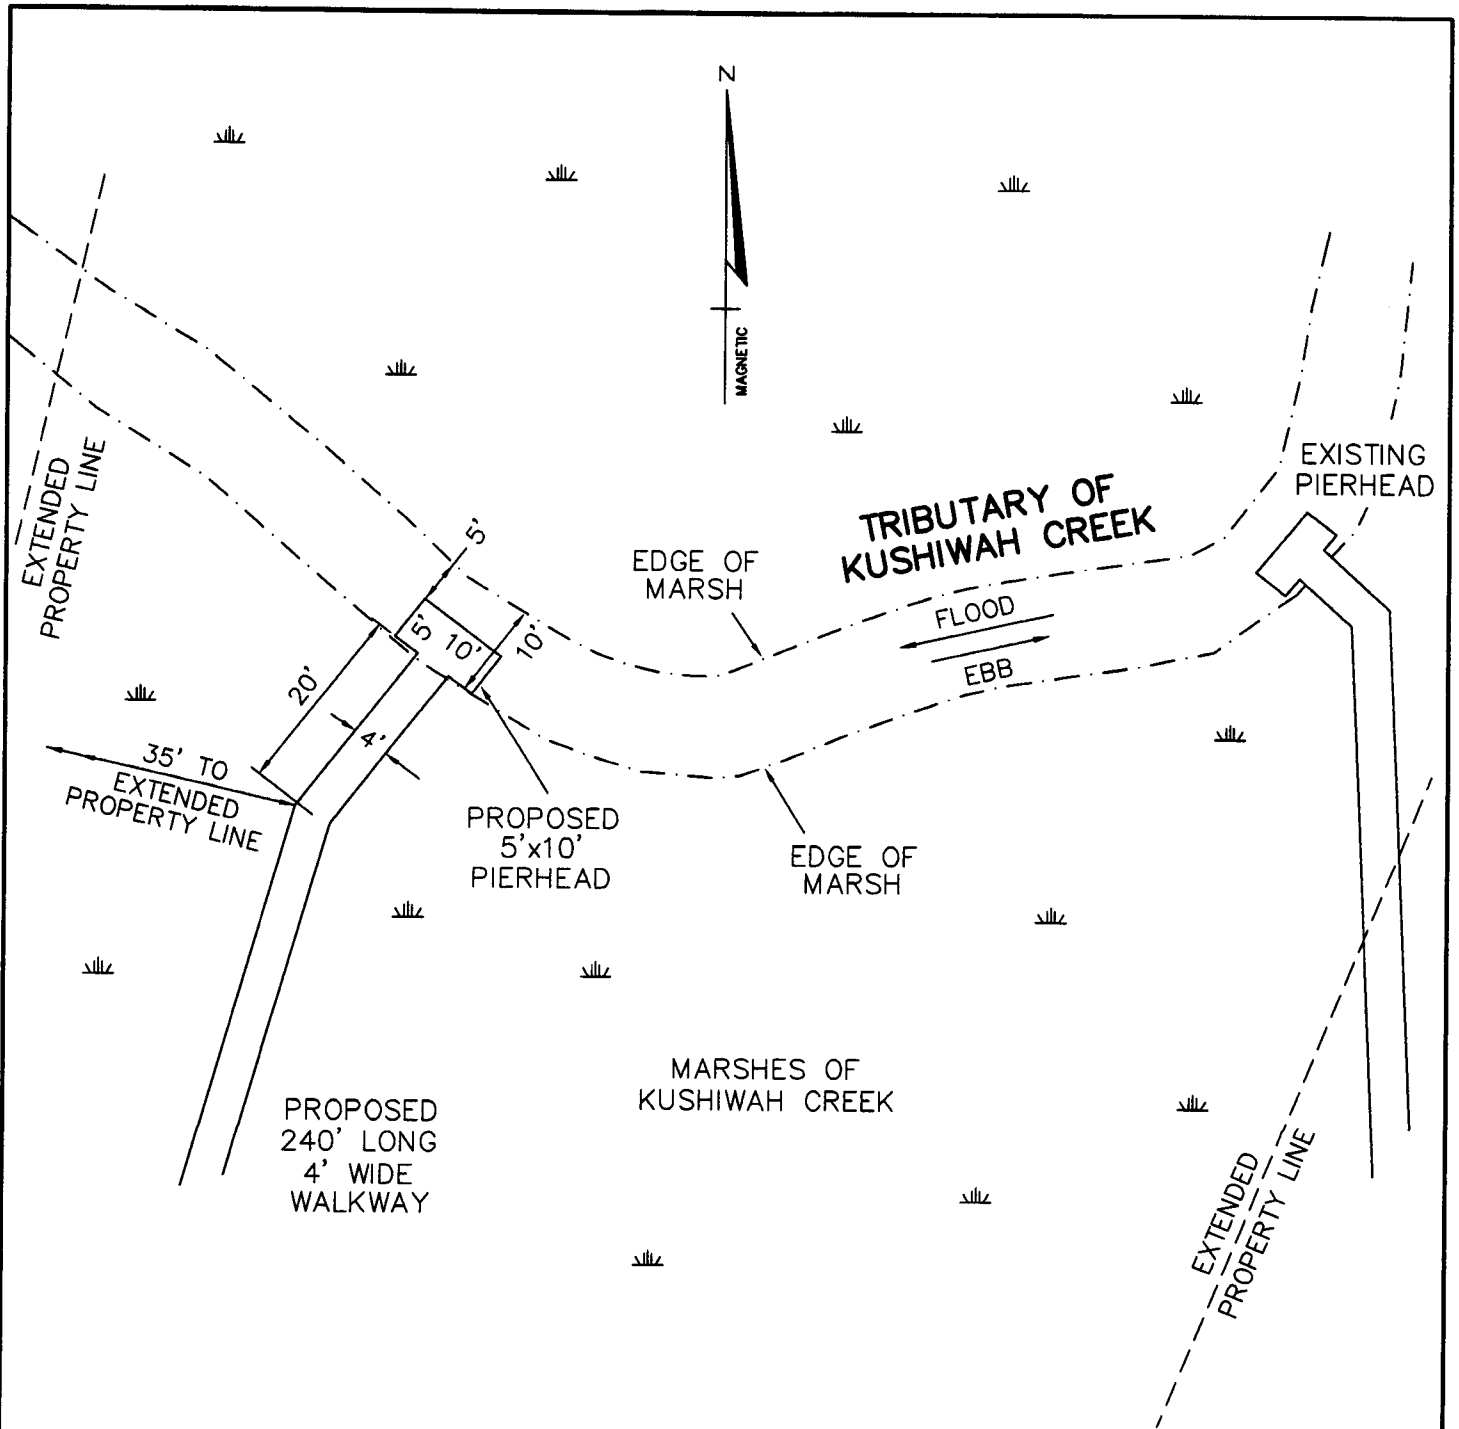 N
MAGNETIC
EXISTING
PIERHEAD
EXTENDED
PROPERTY LINE
TRIBUTARY OF
KUSHIWAH CREEK
5'
EDGE OF
MARSH
FLOOD
EBB
5'
10'
10'
20'
4'
35' TO
EXTENDED
PROPERTY LINE
PROPOSED
5'x10'
PIERHEAD
EDGE OF
MARSH
MARSHES OF
KUSHIWAH CREEK
PROPOSED
240' LONG
4' WIDE
WALKWAY
EXTENDED
PROPERTY LINE